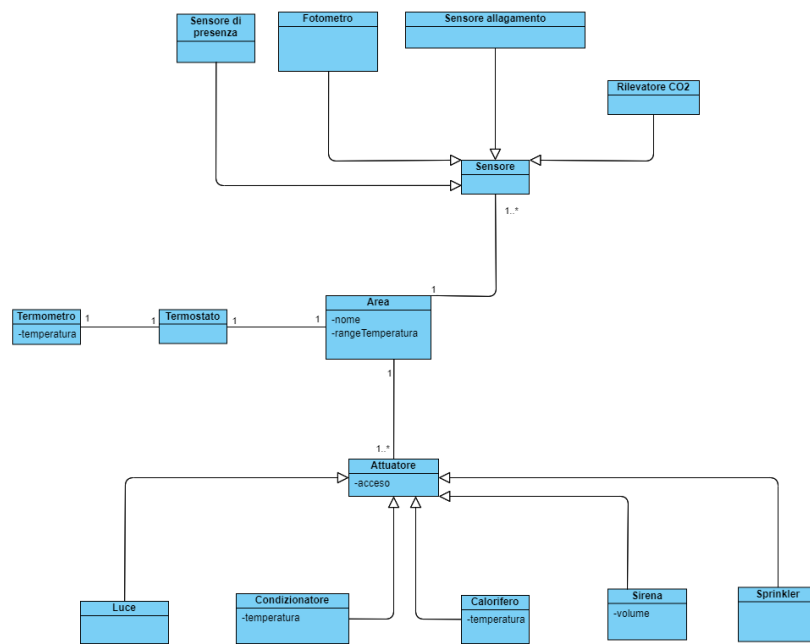 Sensore di
presenza
Fotometro
Sensore allagamento
Rilevatore CO2
Sensore
1..*
1
Area
-nome
-rangeTemperatura
Termometro
-temperatura
1
1
Termostato
1
1
1
1..*
Attuatore
-acceso
Luce
Condizionatore
-temperatura
Calorifero
-temperatura
Sirena
-volume
Sprinkler